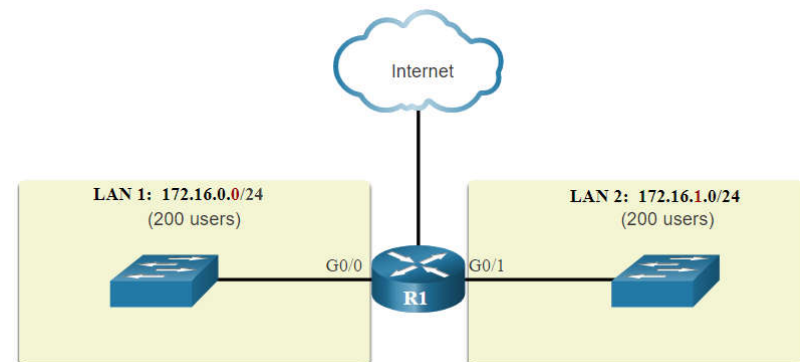 Internet
LAN 1: 172.16.0.0/24
(200 users)
LAN 2: 172.16.1.0/24
(200 users)
G0/0
G0/1
R1